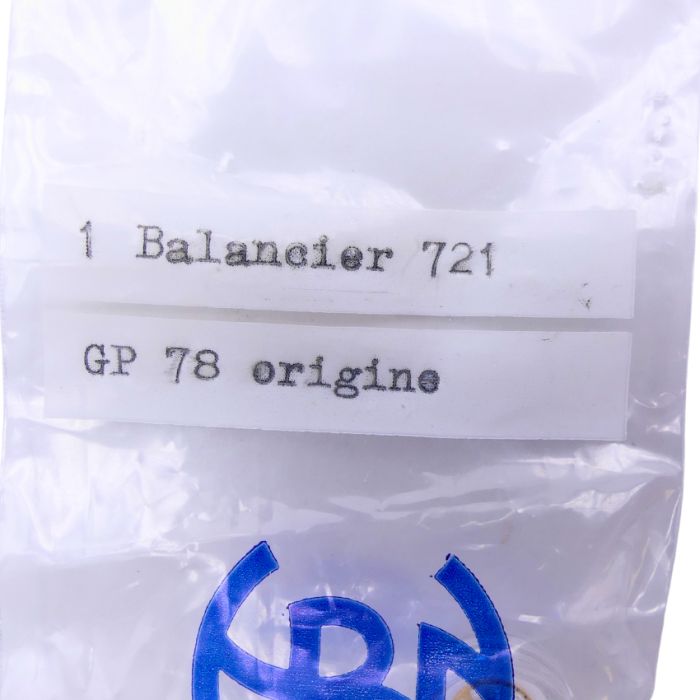 1 Balancier 721
GP 78 origine